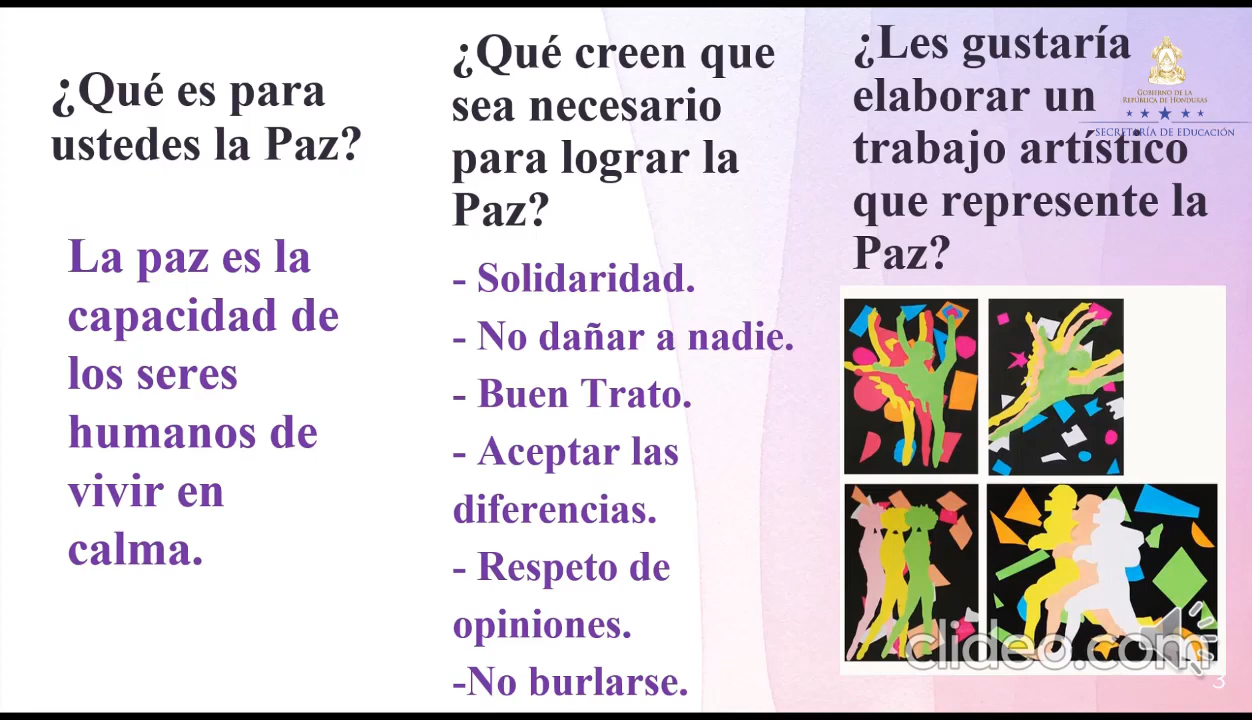 ¿Qué es para
ustedes la Paz?
La paz es la
capacidad de
los seres
humanos de
vivir en
calma.
¿Qué creen que
sea necesario
para lograr la
Paz?
- Solidaridad.
- No dañar a nadie.
- Buen Trato.
- Aceptar las
diferencias.
- Respeto de
opiniones.
-No burlarse.
¿Les gustaría
elaborar un
trabajo artístico
que represente la
Paz?
GOBIERNO DE LA
REPÚBLICA DE HONDURAS
SECRETARÍA DE EDUCACIÓN
clideo.com
3